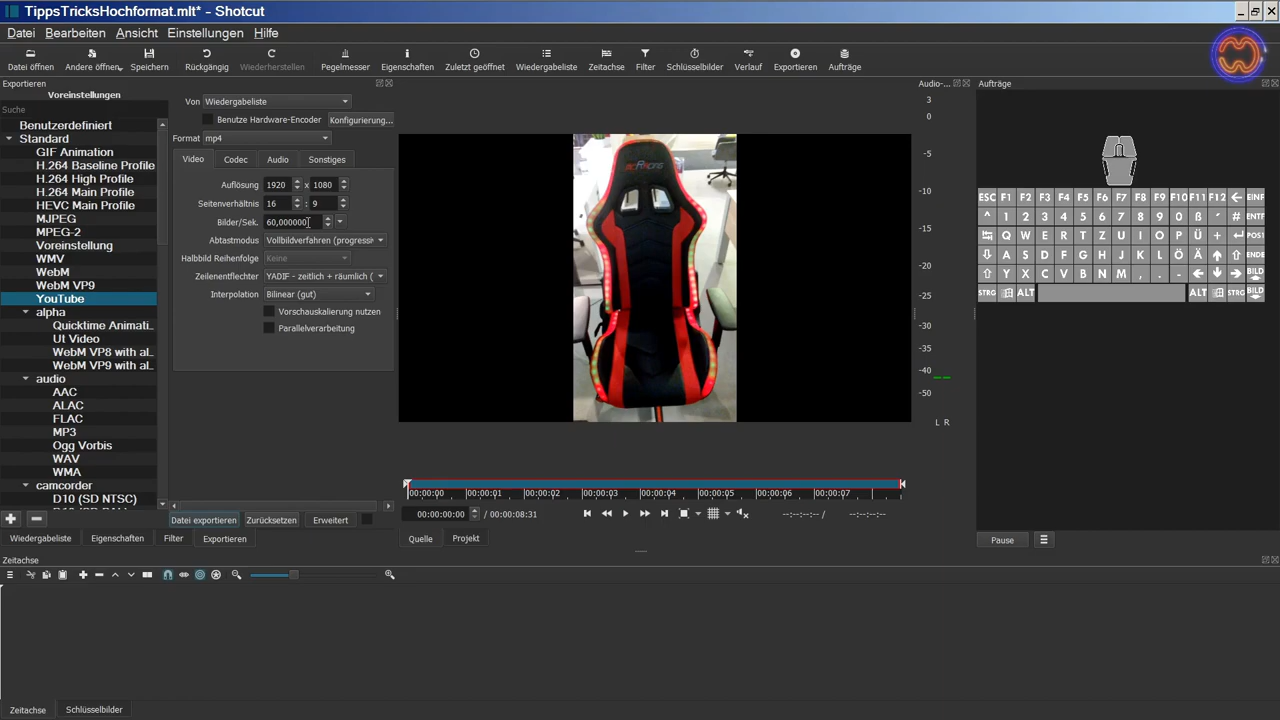 TippsTricksHochformat.mlt* - Shotcut
Datei Bearbeiten Ansicht Einstellungen Hilfe
Datei öffnen Andere öffnen Speichern Rückgängig Wiederherstellen Pegelmesser Eigenschaften Zuletzt geöffnet Wiedergabeliste Zeitachse Filter Schlüsselbilder Verlauf Exportieren Aufträge
Exportieren
Voreinstellungen
Suche
Benutzerdefiniert
Standard
GIF Animation
H.264 Baseline Profile
H.264 High Profile
H.264 Main Profile
HEVC Main Profile
MJPEG
MPEG-2
Voreinstellung
WMV
WebM
WebM VP9
YouTube
alpha
Quicktime Animati...
Ut Video
WebM VP8 with al...
WebM VP9 with al...
audio
AAC
ALAC
FLAC
MP3
Ogg Vorbis
WAV
WMA
camcorder
D10 (SD NTSC)
Von Wiedergabeliste
Benutze Hardware-Encoder Konfigurierung...
Format mp4
Video Codec Audio Sonstiges
Auflösung 1920 x 1080
Seitenverhältnis 16 : 9
Bilder/Sek. 60,000000
Abtastmodus Vollbildverfahren (progressiv
Halbbild Reihenfolge Keine
Zeilenentflechter YADIF - zeitlich + räumlich (
Interpolation Bilinear (gut)
Vorschauskalierung nutzen
Parallelverarbeitung
Datei exportieren Zurücksetzen Erweitert
Wiedergabeliste Eigenschaften Filter Exportieren
00:00:00 00:00:01 00:00:02 00:00:03 00:00:04 00:00:05 00:00:06 00:00:07
00:00:00:00 / 00:00:08:31 --:--:--:-- / --:--:--:--
Quelle Projekt
Audio-...
3
0
-5
-10
-15
-20
-25
-30
-35
-40
-50
L R
Aufträge
ESC F1 F2 F3 F4 F5 F6 F7 F8 F9 F10 F11 F12 ← EINF
^ 1 2 3 4 5 6 7 8 9 0 ß ´ # ENTF
Q W E R T Z U I O P Ü + ↵ POS1
A S D F G H J K L Ö Ä ENDE
Y X C V B N M , . - BILD
STRG ALT ALT STRG BILD
Pause
Zeitachse
Zeitachse Schlüsselbilder